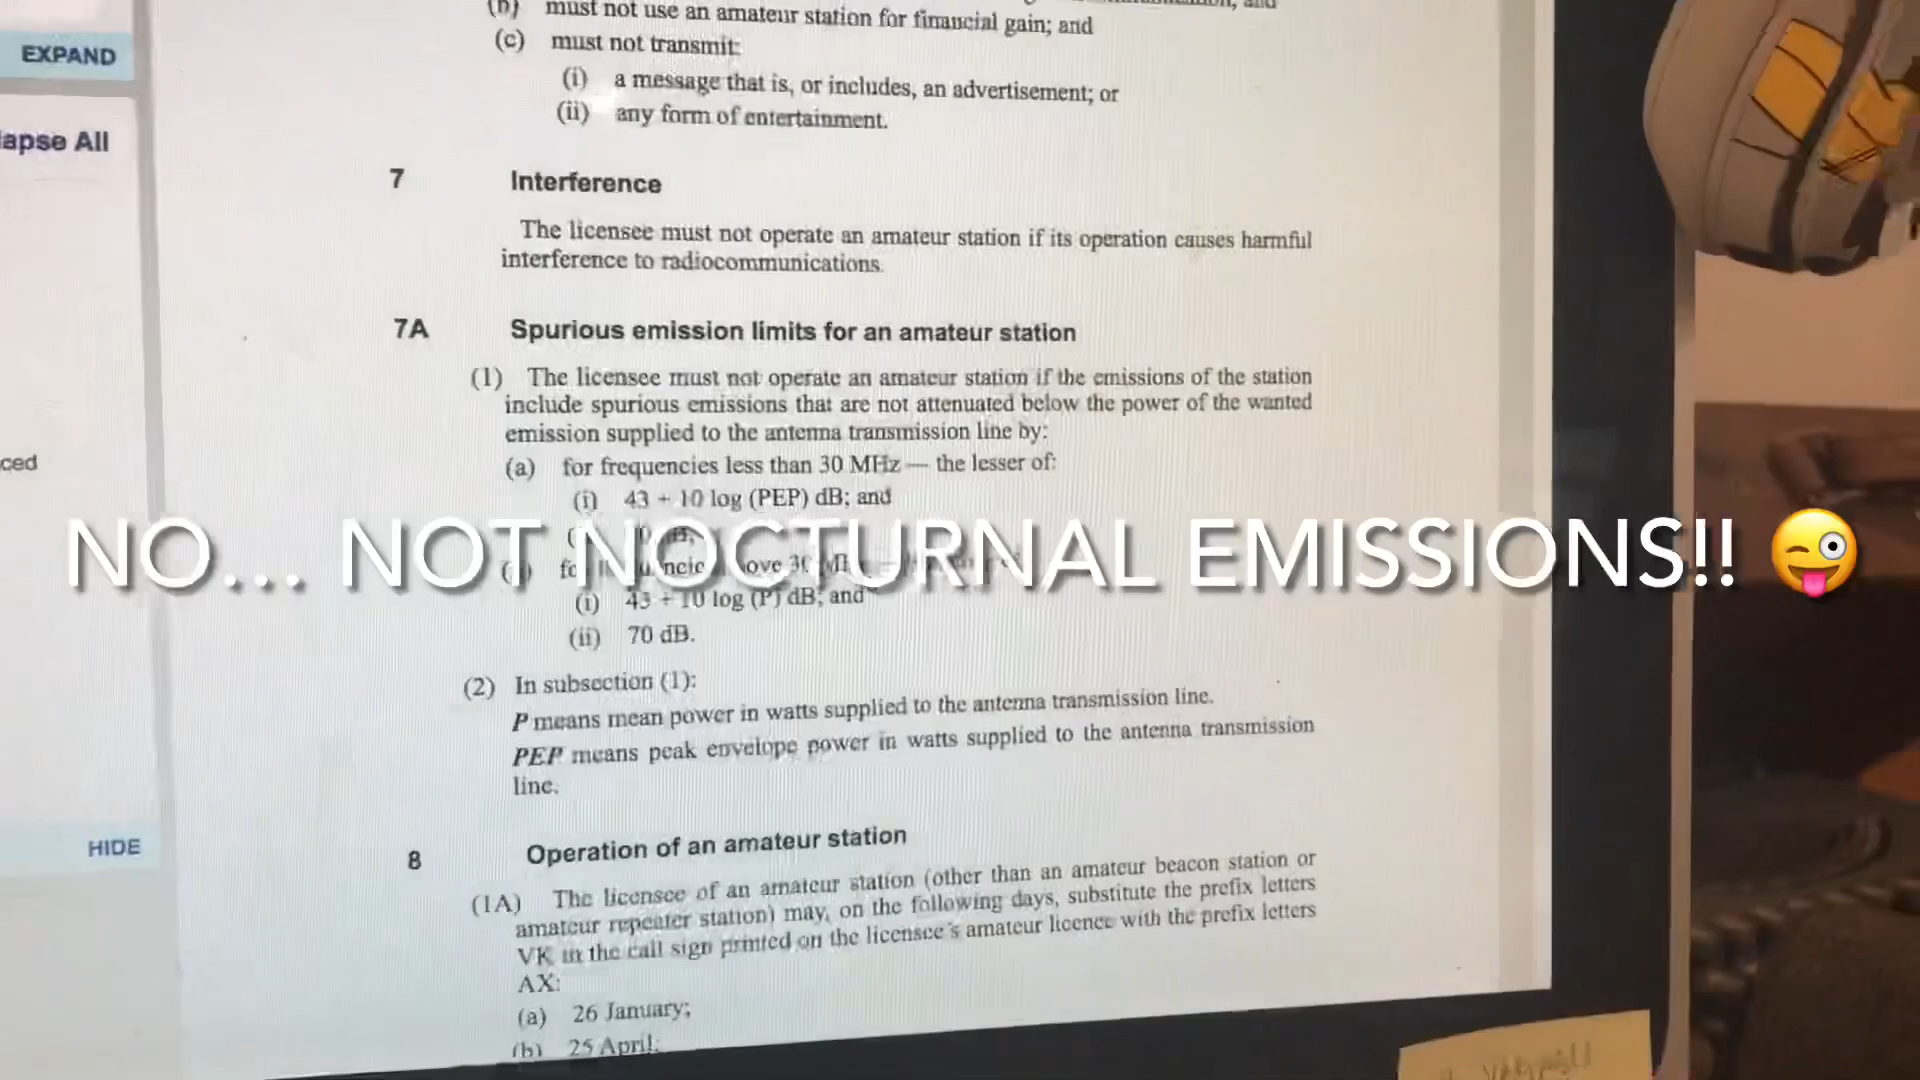 (b) must not use an amateur station for financial gain; and
EXPAND
(c) must not transmit:
(i) a message that is, or includes, an advertisement; or
(ii) any form of entertainment.
lapse All
7 Interference
The licensee must not operate an amateur station if its operation causes harmful
interference to radiocommunications.
7A Spurious emission limits for an amateur station
(1) The licensee must not operate an amateur station if the emissions of the station
include spurious emissions that are not attenuated below the power of the wanted
emission supplied to the antenna transmission line by:
ced
(a) for frequencies less than 30 MHz — the lesser of:
(i) 43 + 10 log (PEP) dB; and
NO... NOT NOCTURNAL EMISSIONS!! 😜
(i) 43 + 10 log (P) dB; and
(ii) 70 dB.
(2) In subsection (1):
P means mean power in watts supplied to the antenna transmission line.
PEP means peak envelope power in watts supplied to the antenna transmission
line.
HIDE
8 Operation of an amateur station
(1A) The licensee of an amateur station (other than an amateur beacon station or
amateur repeater station) may, on the following days, substitute the prefix letters
VK in the call sign printed on the licensee's amateur licence with the prefix letters
AX:
(a) 26 January;
(b) 25 April;